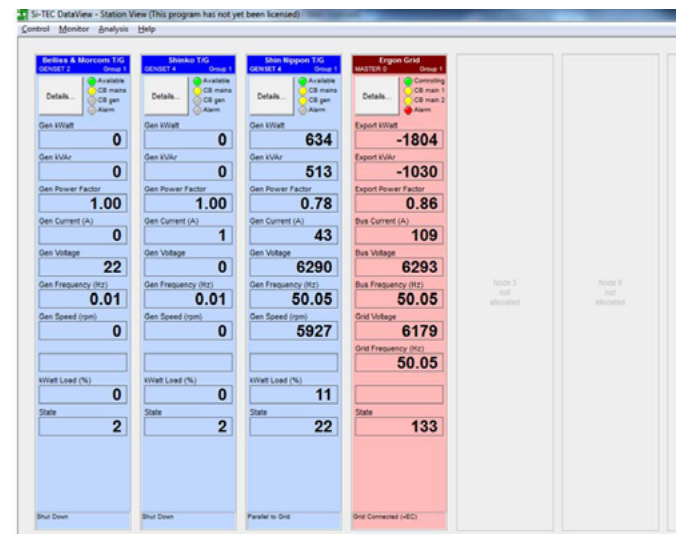 Si-TEC DataView - Station View (This program has not yet been licensed)
Control Monitor Analysis Help
Belliss & Morcom T/G
GENSET 2 Group 1
Details...
Available
CB mains
CB gen
Alarm
Gen kWatt
0
Gen kVAr
0
Gen Power Factor
1.00
Gen Current (A)
0
Gen Voltage
22
Gen Frequency (Hz)
0.01
Gen Speed (rpm)
0
kWatt Load (%)
0
State
2
Shut Down
Shinko T/G
GENSET 4 Group 1
Details...
Available
CB mains
CB gen
Alarm
Gen kWatt
0
Gen kVAr
0
Gen Power Factor
1.00
Gen Current (A)
1
Gen Voltage
0
Gen Frequency (Hz)
0.01
Gen Speed (rpm)
0
kWatt Load (%)
0
State
2
Shut Down
Shin Nippon T/G
GENSET 4 Group 1
Details...
Available
CB mains
CB gen
Alarm
Gen kWatt
634
Gen kVAr
513
Gen Power Factor
0.78
Gen Current (A)
43
Gen Voltage
6290
Gen Frequency (Hz)
50.05
Gen Speed (rpm)
5927
kWatt Load (%)
11
State
22
Parallel to Grid
Ergon Grid
MASTER 0 Group 1
Details...
Controlling
CB main 1
CB main 2
Alarm
Export kWatt
-1804
Export kVAr
-1030
Export Power Factor
0.86
Bus Current (A)
109
Bus Voltage
6293
Bus Frequency (Hz)
50.05
Grid Voltage
6179
Grid Frequency (Hz)
50.05
State
133
Grid Connected (+EC)
Node 5
not
allocated
Node 6
not
allocated